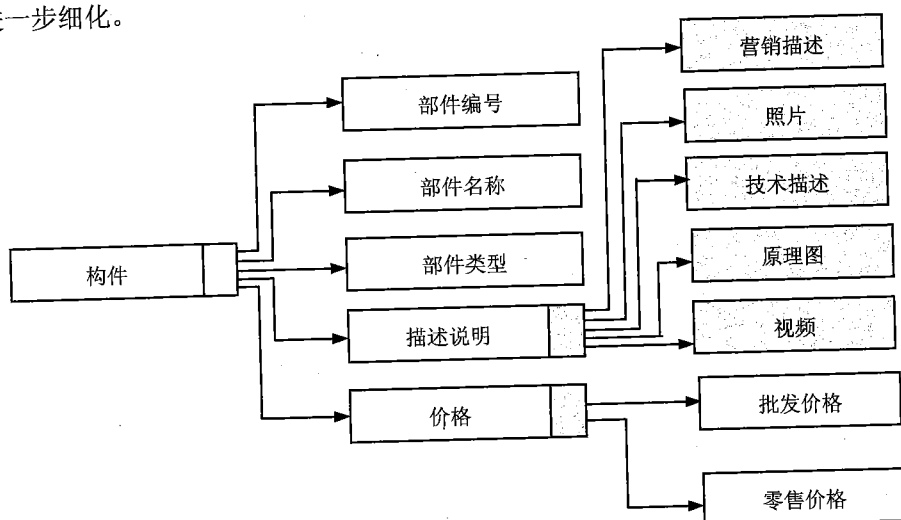 一步细化。
营销描述
部件编号
照片
部件名称
技术描述
部件类型
原理图
构件
描述说明
视频
价格
批发价格
零售价格